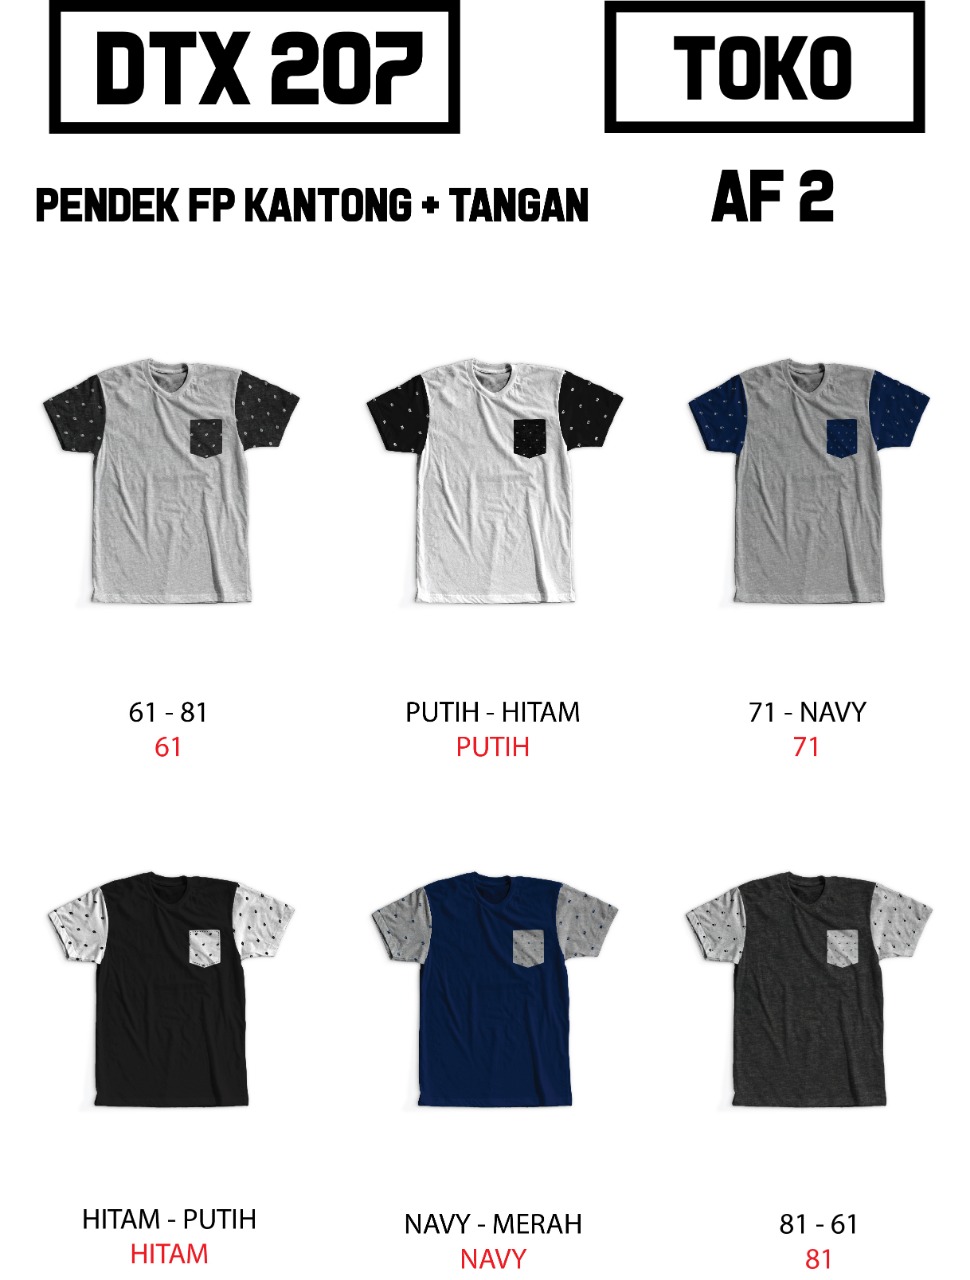 DTX 207
TOKO
PENDEK FP KANTONG + TANGAN
AF 2
61 - 81
61
PUTIH - HITAM
PUTIH
71 - NAVY
71
HITAM - PUTIH
HITAM
NAVY - MERAH
NAVY
81 - 61
81